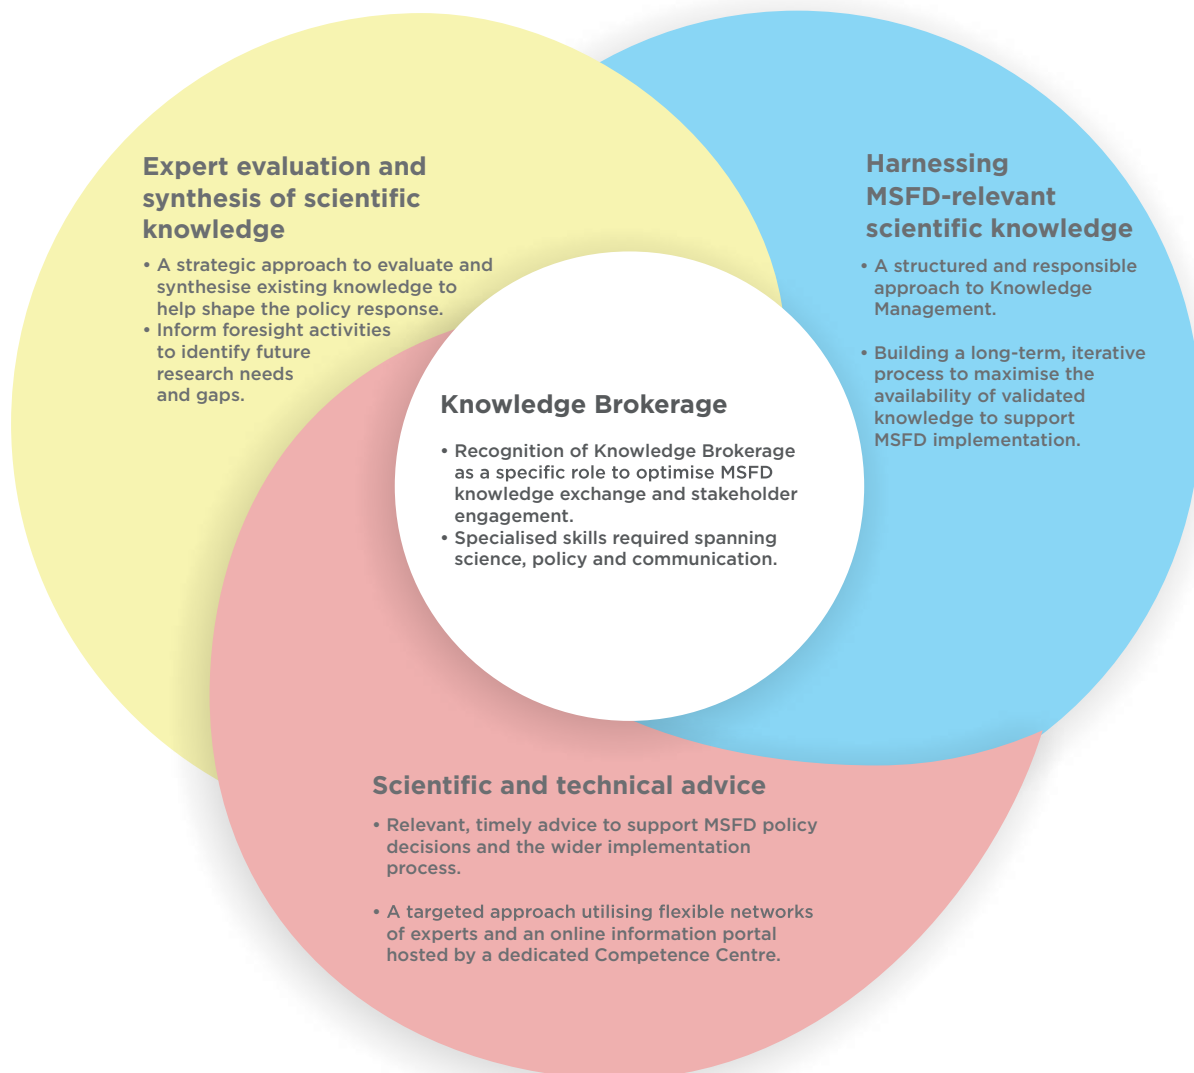 Expert evaluation and
synthesis of scientific
knowledge
• A strategic approach to evaluate and
synthesise existing knowledge to
help shape the policy response.
• Inform foresight activities
to identify future
research needs
and gaps.
Harnessing
MSFD-relevant
scientific knowledge
• A structured and responsible
approach to Knowledge
Management.
• Building a long-term, iterative
process to maximise the
availability of validated
knowledge to support
MSFD implementation.
Knowledge Brokerage
• Recognition of Knowledge Brokerage
as a specific role to optimise MSFD
knowledge exchange and stakeholder
engagement.
• Specialised skills required spanning
science, policy and communication.
Scientific and technical advice
• Relevant, timely advice to support MSFD policy
decisions and the wider implementation
process.
• A targeted approach utilising flexible networks
of experts and an online information portal
hosted by a dedicated Competence Centre.